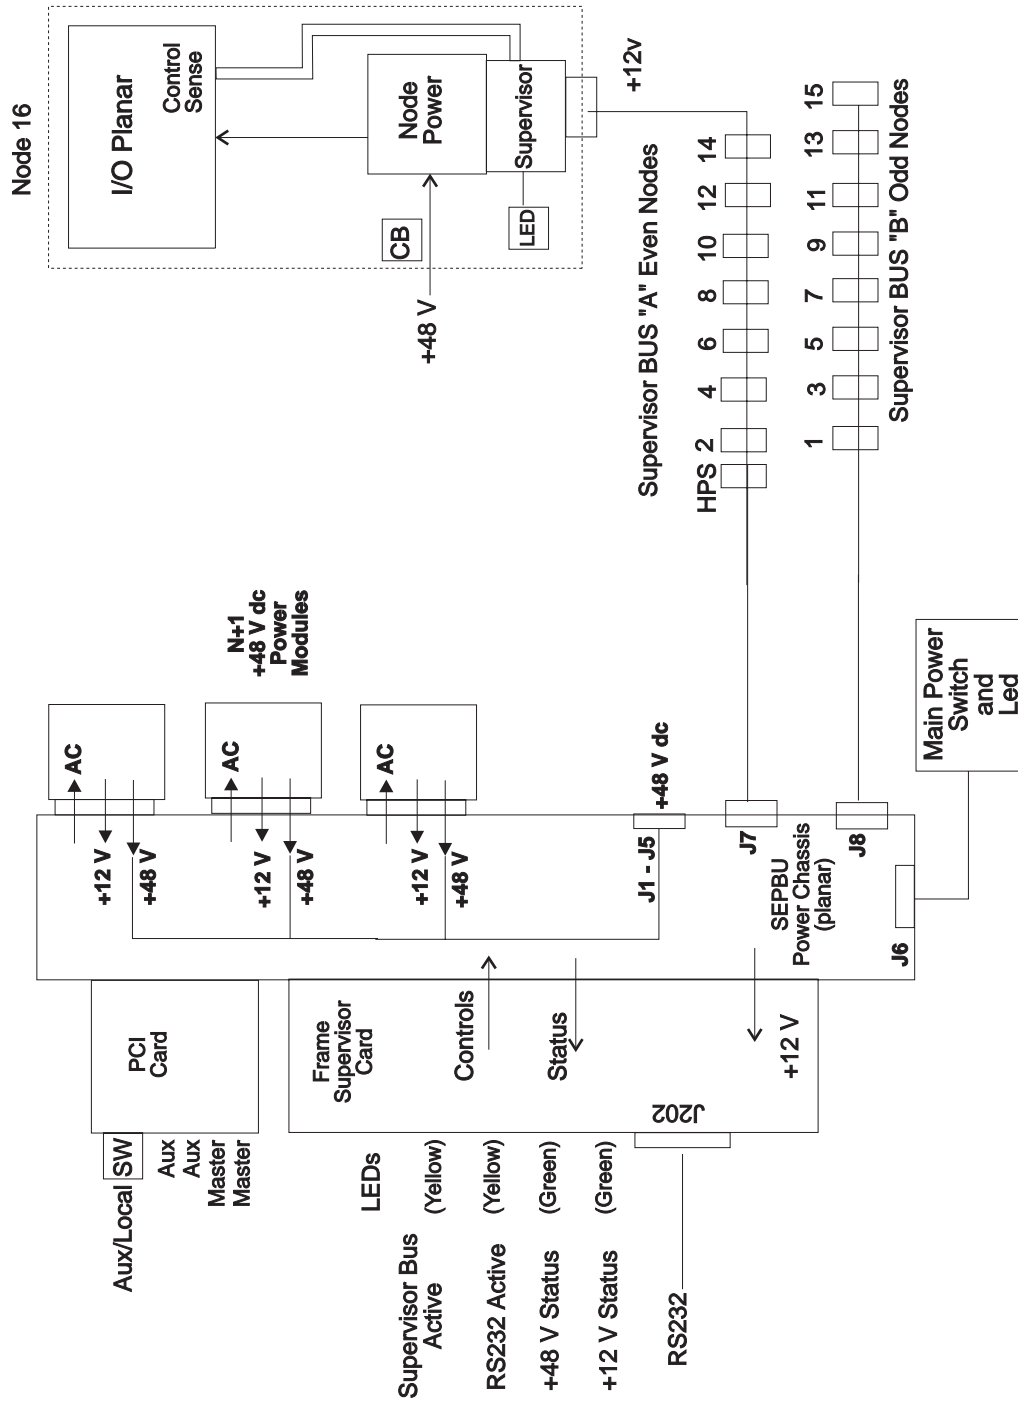 Node 16
I/O Planar
Control
Sense
Node
Power
Supervisor
+12v
LED
CB
+48 V
Supervisor BUS "A" Even Nodes
HPS 2 4 6 8 10 12 14
1 3 5 7 9 11 13 15
Supervisor BUS "B" Odd Nodes
N+1
+48 V dc
Power
Modules
AC
+12 V
+48 V
AC
+12 V
+48 V
AC
+12 V
+48 V
J1 - J5
+48 V dc
J7
SEPBU
Power Chassis
(planar)
J8
J6
Main Power
Switch
and
Led
PCI
Card
Aux/Local SW
Aux
Aux
Master
Master
Frame
Supervisor
Card
Controls
Status
+12 V
J202
LEDs
Supervisor Bus
Active
(Yellow)
RS232 Active (Yellow)
+48 V Status (Green)
+12 V Status (Green)
RS232